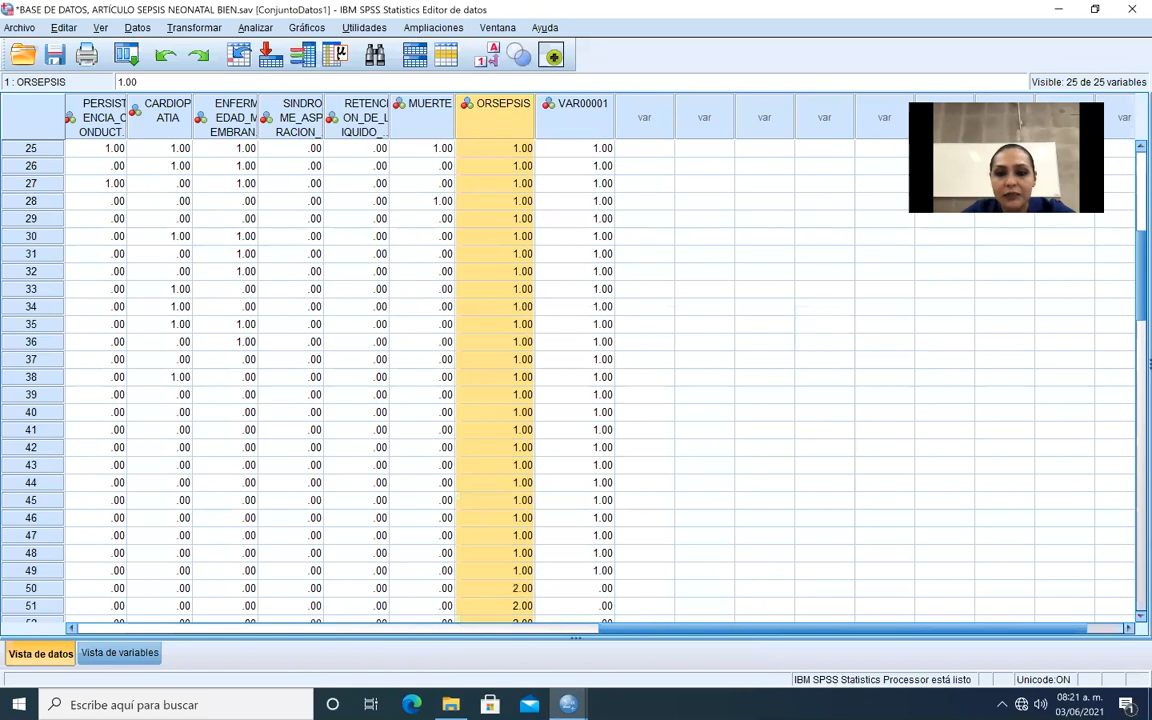 *BASE DE DATOS, ARTÍCULO SEPSIS NEONATAL BIEN.sav [ConjuntoDatos1] - IBM SPSS Statistics Editor de datos
Archivo Editar Ver Datos Transformar Analizar Gráficos Utilidades Ampliaciones Ventana Ayuda
1 : ORSEPSIS 1.00 Visible: 25 de 25 variables
PERSIST CARDIOP ENFERM SINDRO RETENCI MUERTE ORSEPSIS VAR00001 var var var var var var
ENCIA_C ATIA EDAD_M ME_ASP ON_DE_L
ONDUCT... EMBRAN... RACION_... IQUIDO_...
25 1.00 1.00 1.00 .00 .00 1.00 1.00 1.00
26 .00 1.00 1.00 .00 .00 .00 1.00 1.00
27 1.00 .00 1.00 .00 .00 .00 1.00 1.00
28 .00 .00 .00 .00 .00 1.00 1.00 1.00
29 .00 .00 .00 .00 .00 .00 1.00 1.00
30 .00 1.00 1.00 .00 .00 .00 1.00 1.00
31 .00 .00 1.00 .00 .00 .00 1.00 1.00
32 .00 .00 1.00 .00 .00 .00 1.00 1.00
33 .00 1.00 .00 .00 .00 .00 1.00 1.00
34 .00 1.00 .00 .00 .00 .00 1.00 1.00
35 .00 1.00 1.00 .00 .00 .00 1.00 1.00
36 .00 .00 1.00 .00 .00 .00 1.00 1.00
37 .00 .00 .00 .00 .00 .00 1.00 1.00
38 .00 1.00 .00 .00 .00 .00 1.00 1.00
39 .00 .00 .00 .00 .00 .00 1.00 1.00
40 .00 .00 .00 .00 .00 .00 1.00 1.00
41 .00 .00 .00 .00 .00 .00 1.00 1.00
42 .00 .00 .00 .00 .00 .00 1.00 1.00
43 .00 .00 .00 .00 .00 .00 1.00 1.00
44 .00 .00 .00 .00 .00 .00 1.00 1.00
45 .00 .00 .00 .00 .00 .00 1.00 1.00
46 .00 .00 .00 .00 .00 .00 1.00 1.00
47 .00 .00 .00 .00 .00 .00 1.00 1.00
48 .00 .00 .00 .00 .00 .00 1.00 1.00
49 .00 .00 .00 .00 .00 .00 1.00 1.00
50 .00 .00 .00 .00 .00 .00 2.00 .00
51 .00 .00 .00 .00 .00 .00 2.00 .00
Vista de datos Vista de variables
IBM SPSS Statistics Processor está listo Unicode:ON
Escribe aquí para buscar
08:21 a. m.
03/06/2021